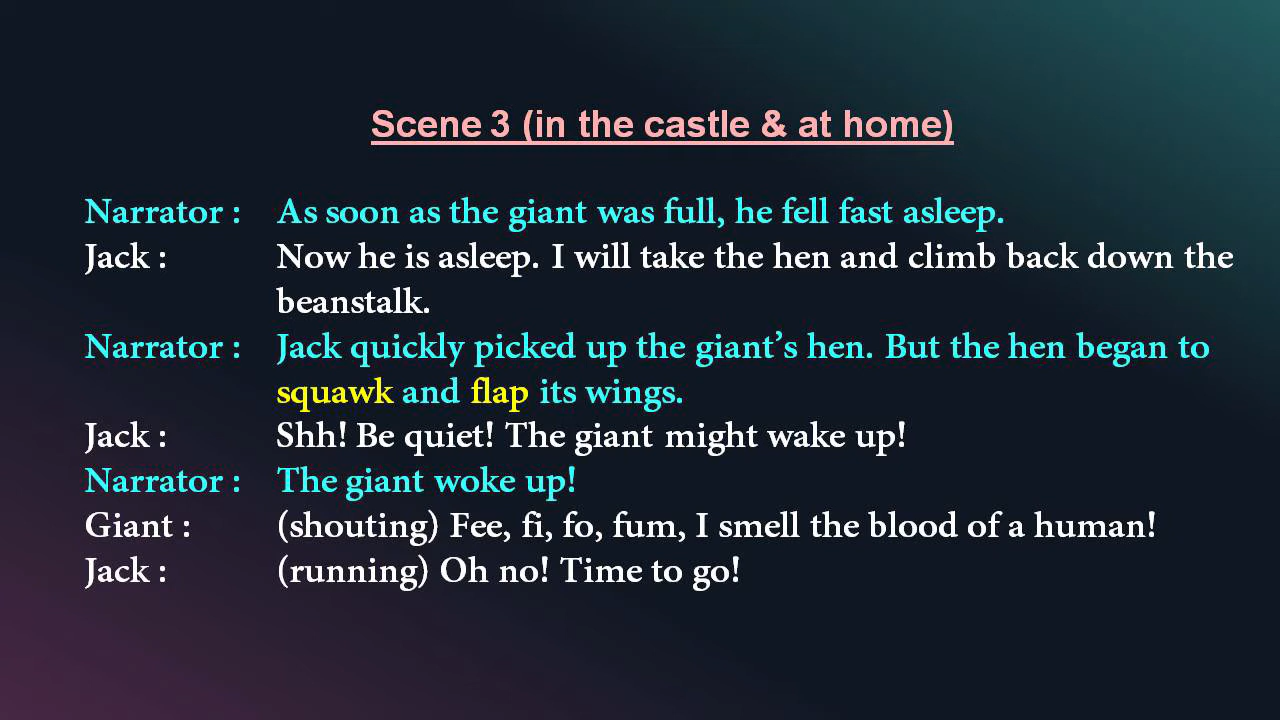 Scene 3 (in the castle & at home)
Narrator : As soon as the giant was full, he fell fast asleep.
Jack : Now he is asleep. I will take the hen and climb back down the
beanstalk.
Narrator : Jack quickly picked up the giant’s hen. But the hen began to
squawk and flap its wings.
Jack : Shh! Be quiet! The giant might wake up!
Narrator : The giant woke up!
Giant : (shouting) Fee, fi, fo, fum, I smell the blood of a human!
Jack : (running) Oh no! Time to go!